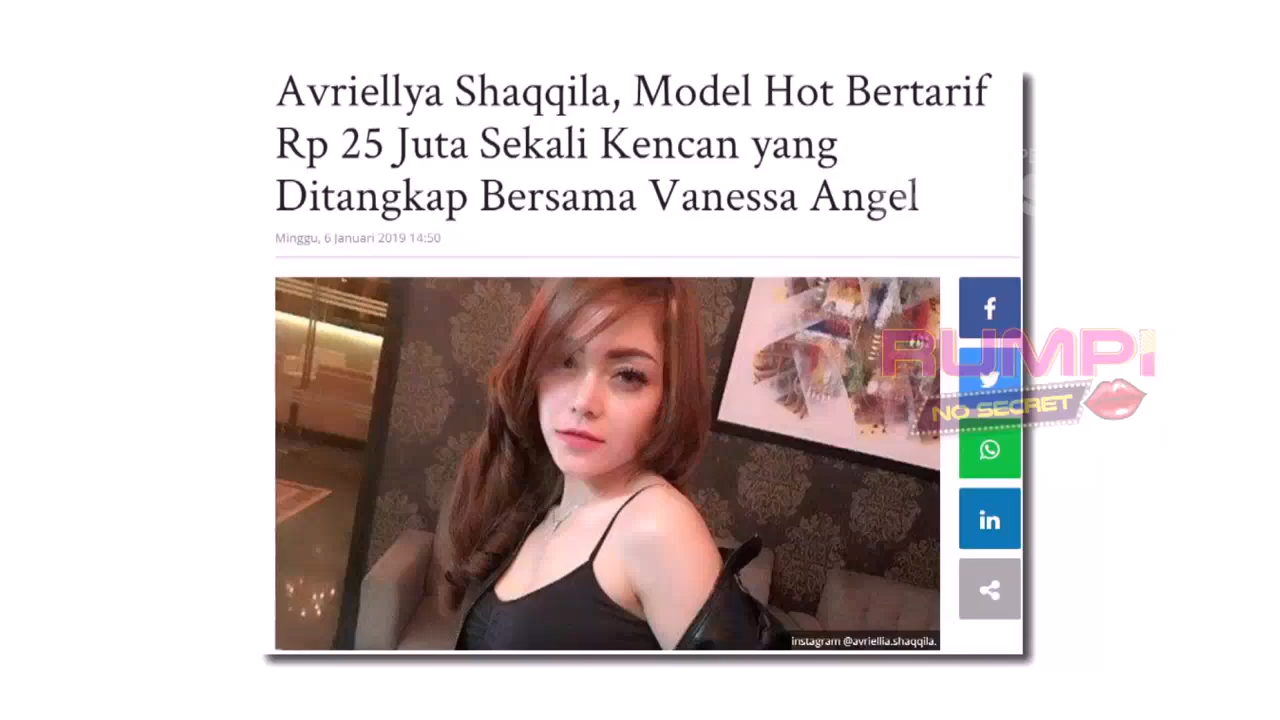 Avriellya Shaqqila, Model Hot Bertarif
Rp 25 Juta Sekali Kencan yang
Ditangkap Bersama Vanessa Angel
Minggu, 6 Januari 2019 14:50
f
RUMPI
NO SECRET
in
instagram @avriellia.shaqqila.